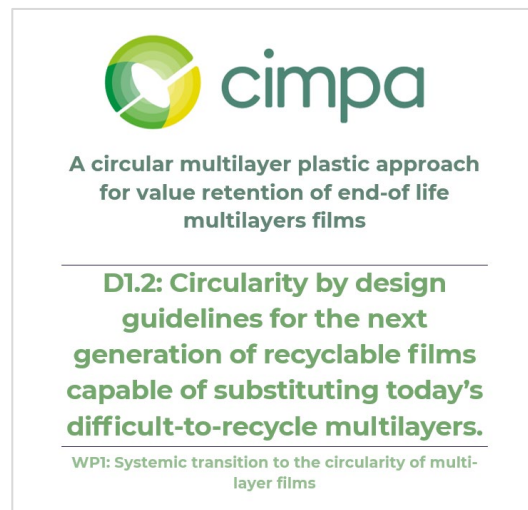 cimpa
A circular multilayer plastic approach
for value retention of end-of life
multilayers films
D1.2: Circularity by design
guidelines for the next
generation of recyclable films
capable of substituting today's
difficult-to-recycle multilayers.
WP1: Systemic transition to the circularity of multi-
layer films